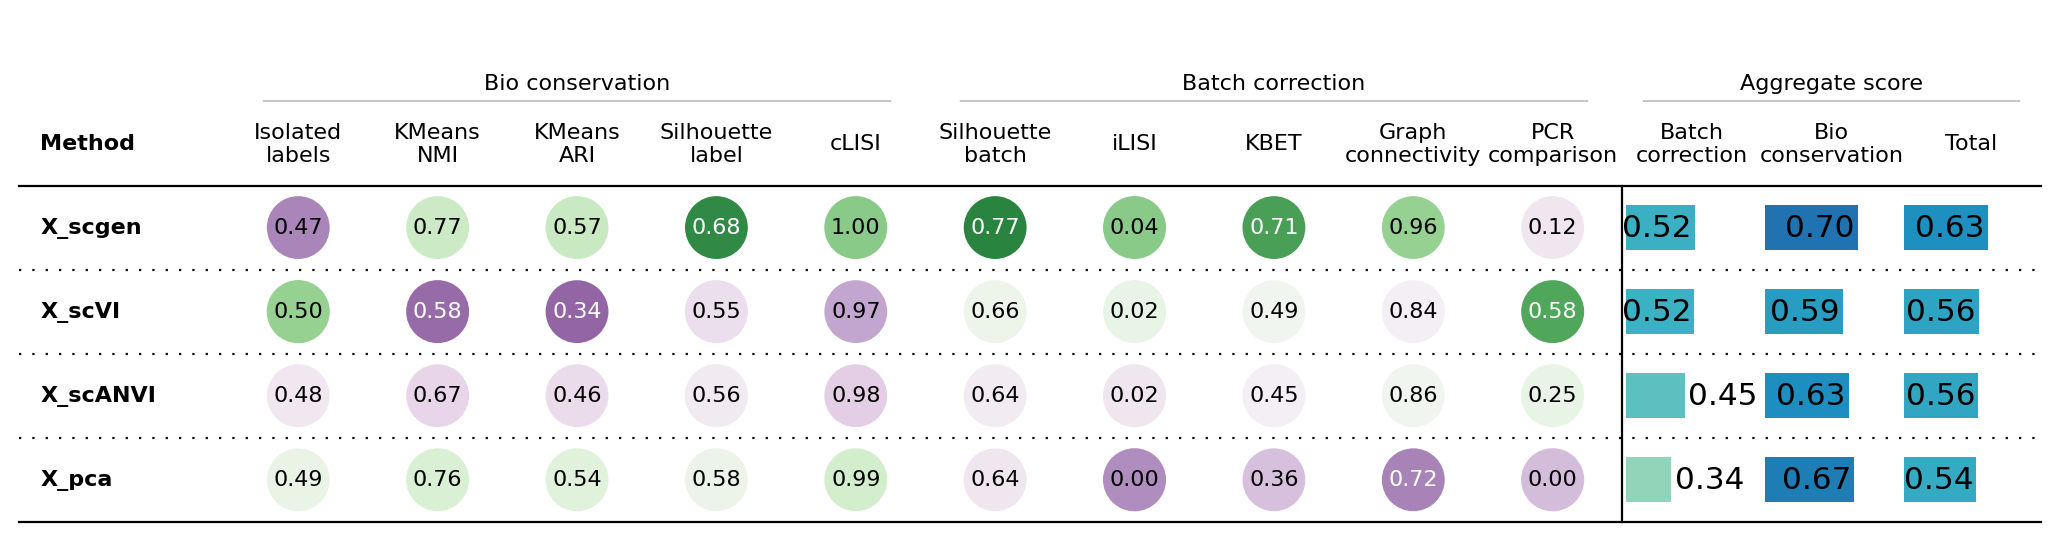 Bio conservation Batch correction Aggregate score
Method Isolated labels KMeans NMI KMeans ARI Silhouette label cLISI Silhouette batch iLISI KBET Graph connectivity PCR comparison Batch correction Bio conservation Total
X_scgen 0.47 0.77 0.57 0.68 1.00 0.77 0.04 0.71 0.96 0.12 0.52 0.70 0.63
X_scVI 0.50 0.58 0.34 0.55 0.97 0.66 0.02 0.49 0.84 0.58 0.52 0.59 0.56
X_scANVI 0.48 0.67 0.46 0.56 0.98 0.64 0.02 0.45 0.86 0.25 0.45 0.63 0.56
X_pca 0.49 0.76 0.54 0.58 0.99 0.64 0.00 0.36 0.72 0.00 0.34 0.67 0.54